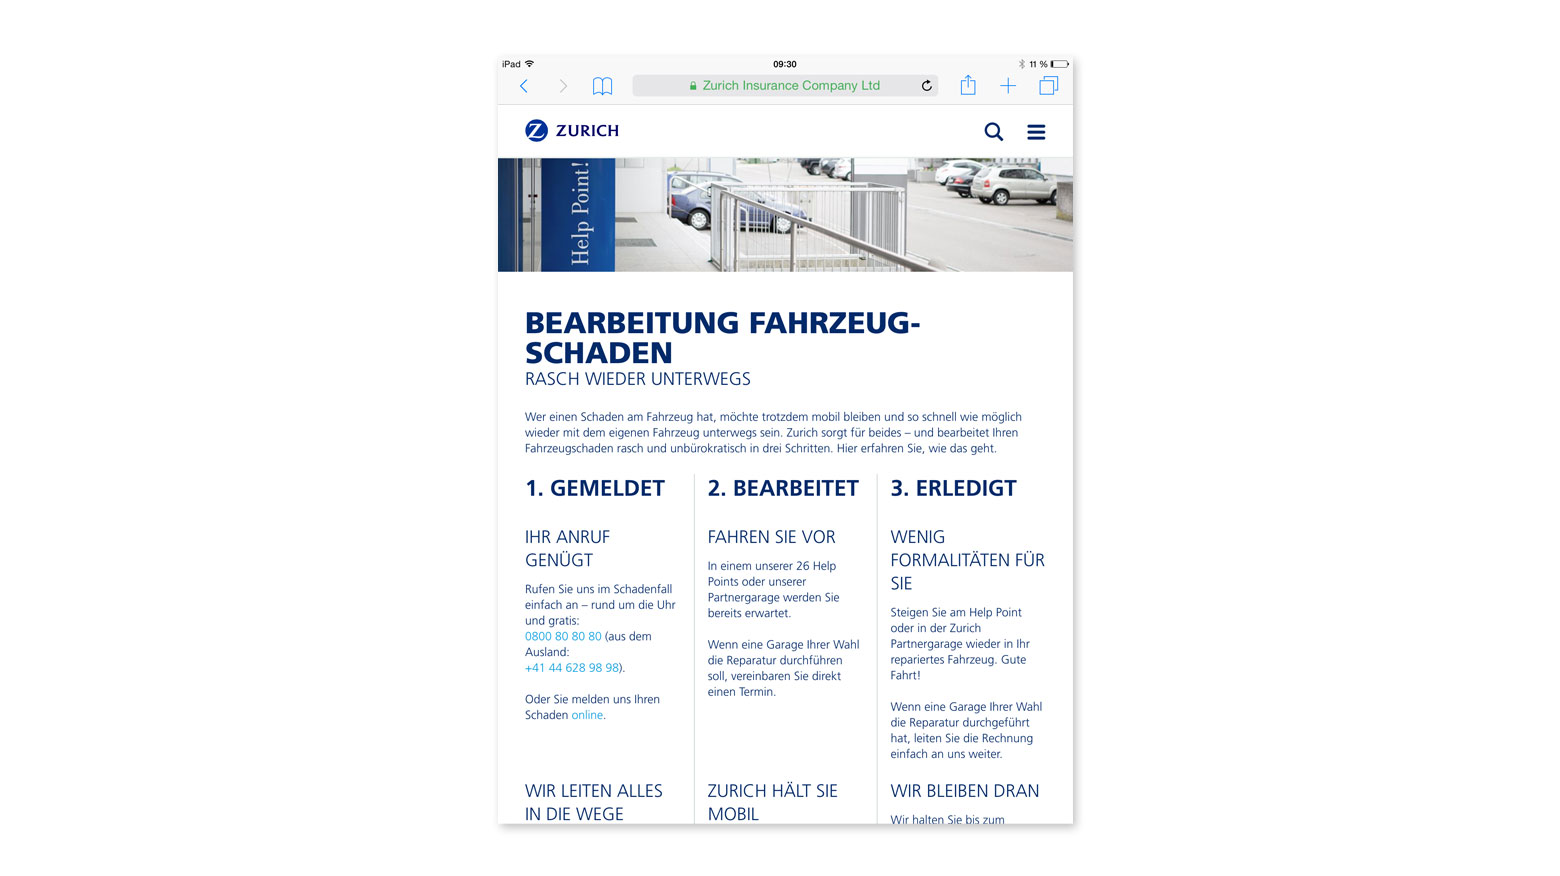 iPad
09:30
11 %
Zurich Insurance Company Ltd
ZURICH
Help Point!
BEARBEITUNG FAHRZEUG-
SCHADEN
RASCH WIEDER UNTERWEGS
Wer einen Schaden am Fahrzeug hat, möchte trotzdem mobil bleiben und so schnell wie möglich
wieder mit dem eigenen Fahrzeug unterwegs sein. Zurich sorgt für beides – und bearbeitet Ihren
Fahrzeugschaden rasch und unbürokratisch in drei Schritten. Hier erfahren Sie, wie das geht.
1. GEMELDET
IHR ANRUF
GENÜGT
Rufen Sie uns im Schadenfall
einfach an – rund um die Uhr
und gratis:
0800 80 80 80 (aus dem
Ausland:
+41 44 628 98 98).
Oder Sie melden uns Ihren
Schaden online.
WIR LEITEN ALLES
IN DIE WEGE
2. BEARBEITET
FAHREN SIE VOR
In einem unserer 26 Help
Points oder unserer
Partnergarage werden Sie
bereits erwartet.
Wenn eine Garage Ihrer Wahl
die Reparatur durchführen
soll, vereinbaren Sie direkt
einen Termin.
ZURICH HÄLT SIE
MOBIL
3. ERLEDIGT
WENIG
FORMALITÄTEN FÜR
SIE
Steigen Sie am Help Point
oder in der Zurich
Partnergarage wieder in Ihr
repariertes Fahrzeug. Gute
Fahrt!
Wenn eine Garage Ihrer Wahl
die Reparatur durchgeführt
hat, leiten Sie die Rechnung
einfach an uns weiter.
WIR BLEIBEN DRAN
Wir halten Sie bis zum